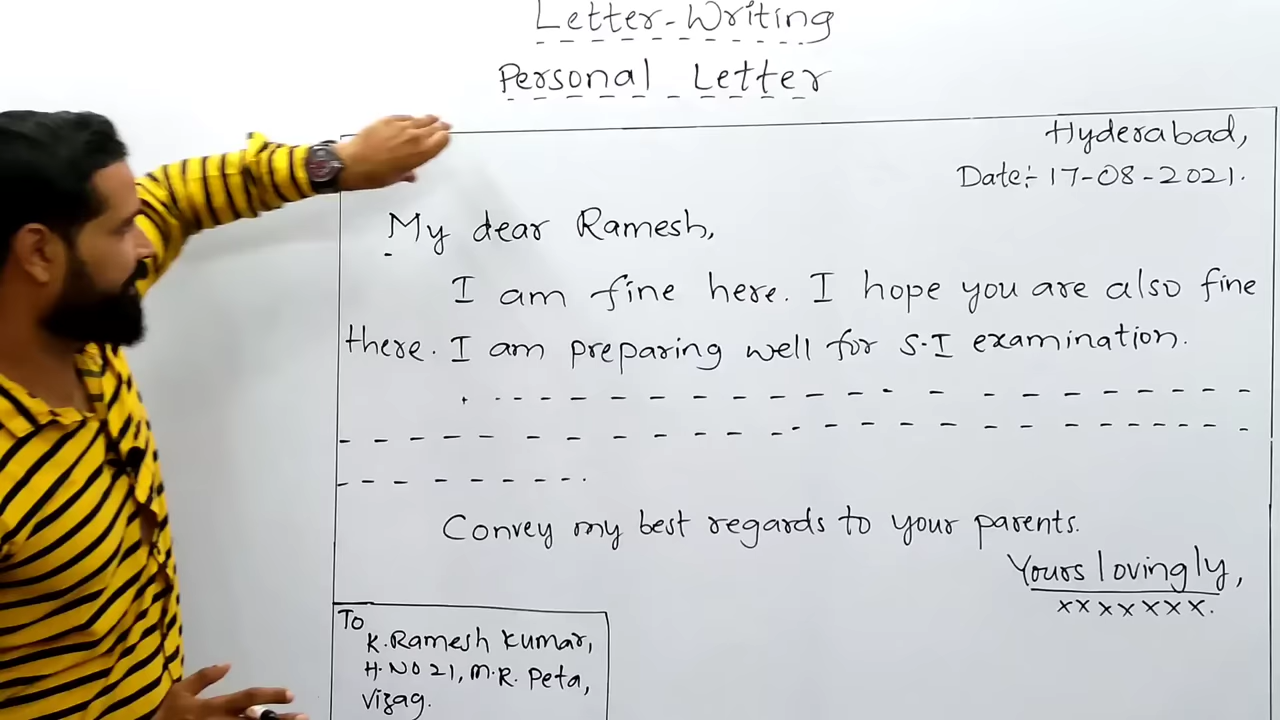 Letter-Writing
Personal Letter
Hyderabad,
Date:- 17-08-2021.
My dear Ramesh,
I am fine here. I hope you are also fine
there. I am preparing well for S.I examination.
Convey my best regards to your parents.
Yours lovingly,
xxxxxxx.
To
K. Ramesh Kumar,
H.NO 21, M.R. Peta,
Vizag.